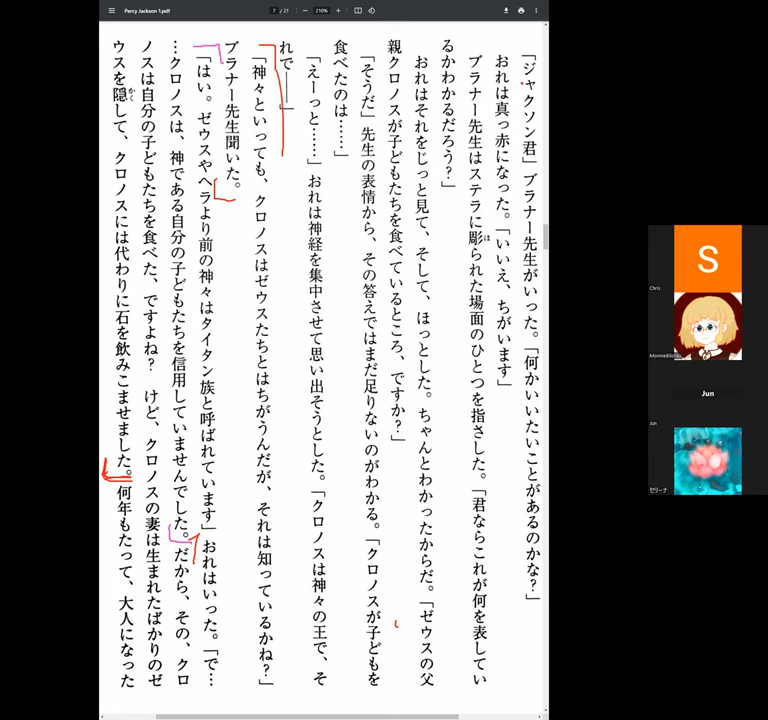 Percy Jackson 1.pdf
7 / 21
210%
「ジャクソン君」ブラナー先生がいった。「何かいいたいことがあるのかな?」
おれは真っ赤になった。「いいえ、ちがいます」
ブラナー先生はステラに彫られた場面のひとつを指さした。「君ならこれが何を表してい
るかわかるだろう?」
おれはそれをじっと見て、そして、ほっとした。ちゃんとわかったからだ。「ゼウスの父
親クロノスが子どもたちを食べているところ、ですか?」
「そうだ」先生の表情から、その答えではまだ足りないのがわかる。「クロノスが子どもを
食べたのは……」
「えーっと……」おれは神経を集中させて思い出そうとした。「クロノスは神々の王で、そ
れで――」
「神々といっても、クロノスはゼウスたちとはちがうんだが、それは知っているかね?」
ブラナー先生聞いた。
「はい。ゼウスやヘラより前の神々はタイタン族と呼ばれています」おれはいった。「で…
…クロノスは、神である自分の子どもたちを信用していませんでした。だから、その、クロ
ノスは自分の子どもたちを食べた、ですよね? けど、クロノスの妻は生まれたばかりのゼ
ウスを隠して、クロノスには代わりに石を飲みこませました。何年もたって、大人になった
ほ
かく
S
Chris
MonnieBloney
Jun
Jun
ゼリーナ